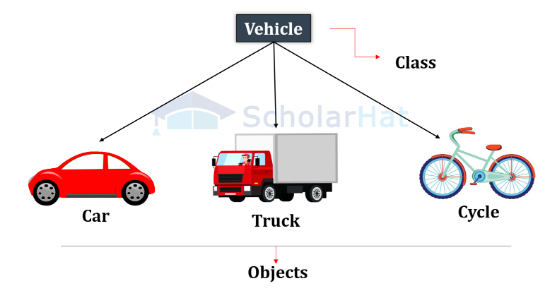 Vehicle
Class
ScholarHat
Car
Truck
Cycle
Objects